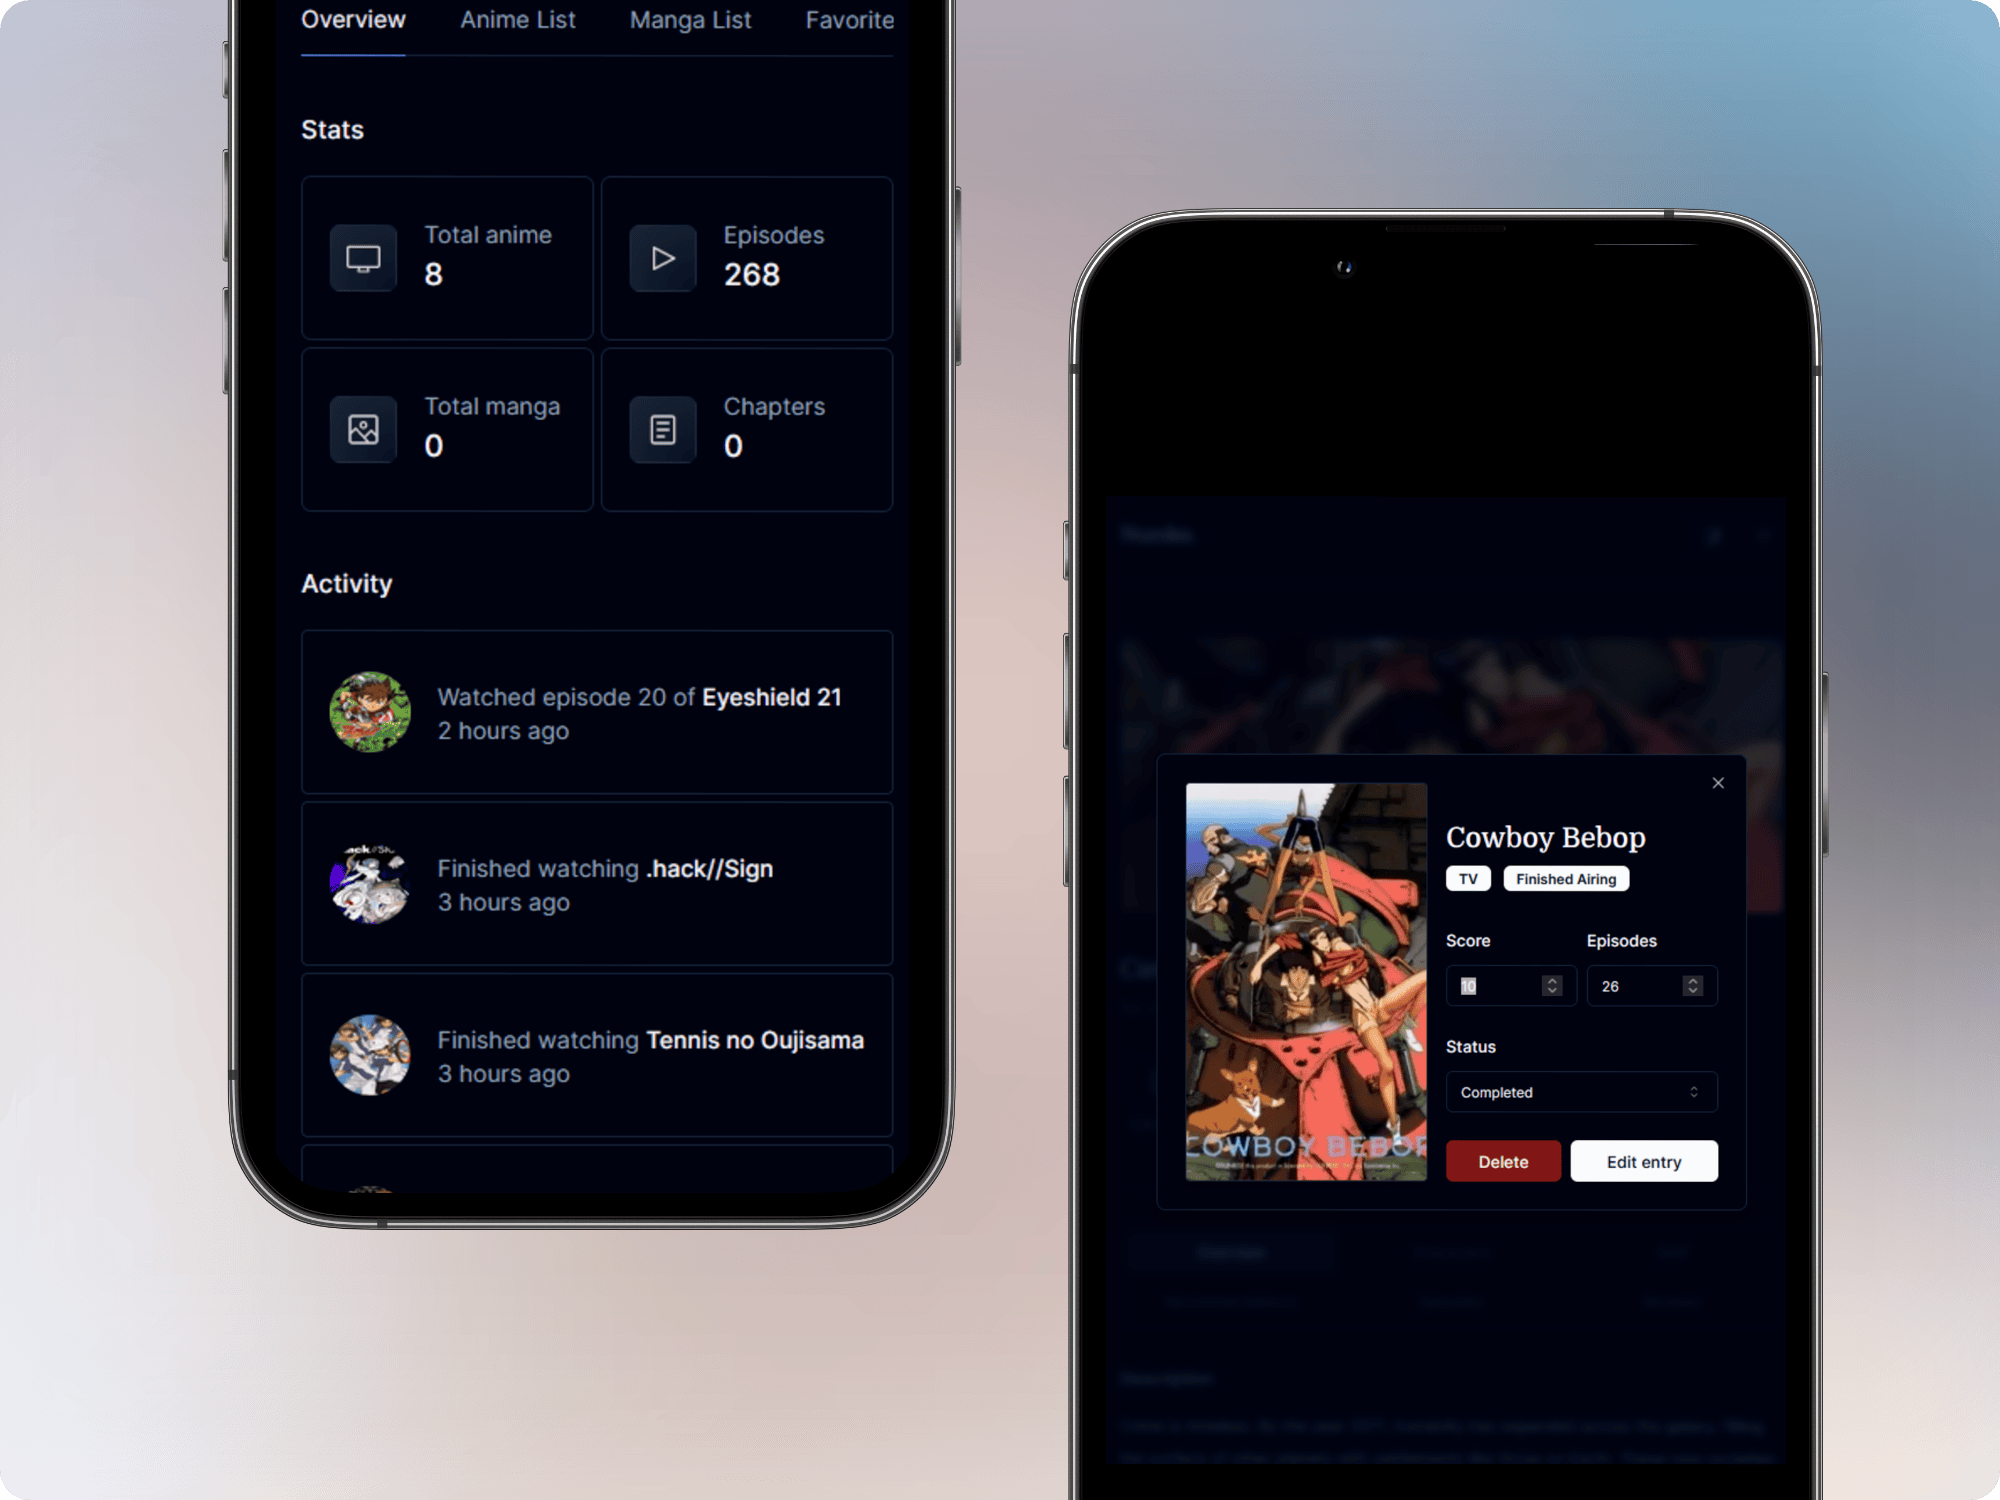 Overview Anime List Manga List Favorite
Stats
Total anime
8
Episodes
268
Total manga
0
Chapters
0
Activity
Watched episode 20 of Eyeshield 21
2 hours ago
Finished watching .hack//Sign
3 hours ago
Finished watching Tennis no Oujisama
3 hours ago
COWBOY BEBOP
Cowboy Bebop
TV
Finished Airing
Score
Episodes
10
26
Status
Completed
Delete
Edit entry